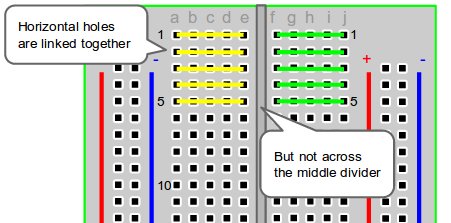 Horizontal holes
are linked together
a b c d e f g h i j
1 1
- + -
5 5
But not across
the middle divider
10